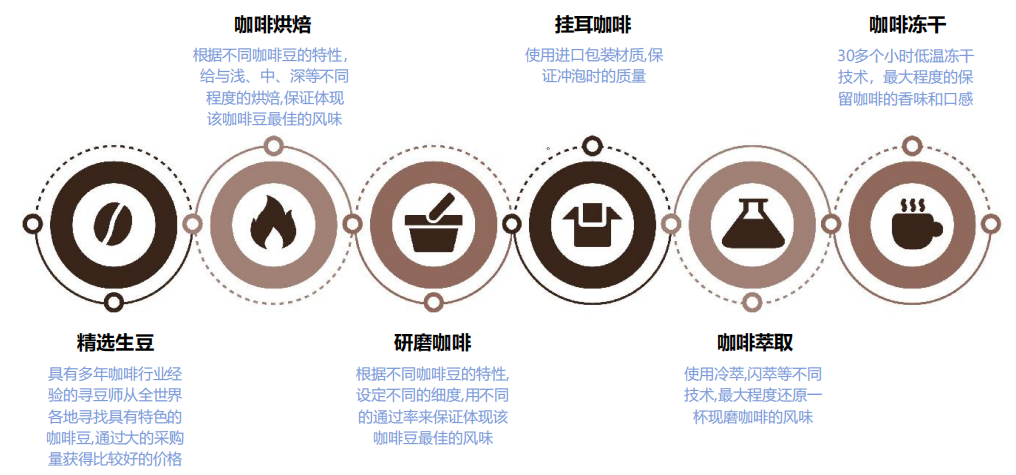 咖啡烘焙
根据不同咖啡豆的特性，
给与浅、中、深等不同
程度的烘焙,保证体现
该咖啡豆最佳的风味
挂耳咖啡
使用进口包装材质,保
证冲泡时的质量
咖啡冻干
30多个小时低温冻干
技术，最大程度的保
留咖啡的香味和口感
精选生豆
具有多年咖啡行业经
验的寻豆师从全世界
各地寻找具有特色的
咖啡豆,通过大的采购
量获得比较好的价格
研磨咖啡
根据不同咖啡豆的特性,
设定不同的细度,用不同
的通过率来保证体现该
咖啡豆最佳的风味
咖啡萃取
使用冷萃,闪萃等不同
技术,最大程度还原一
杯现磨咖啡的风味